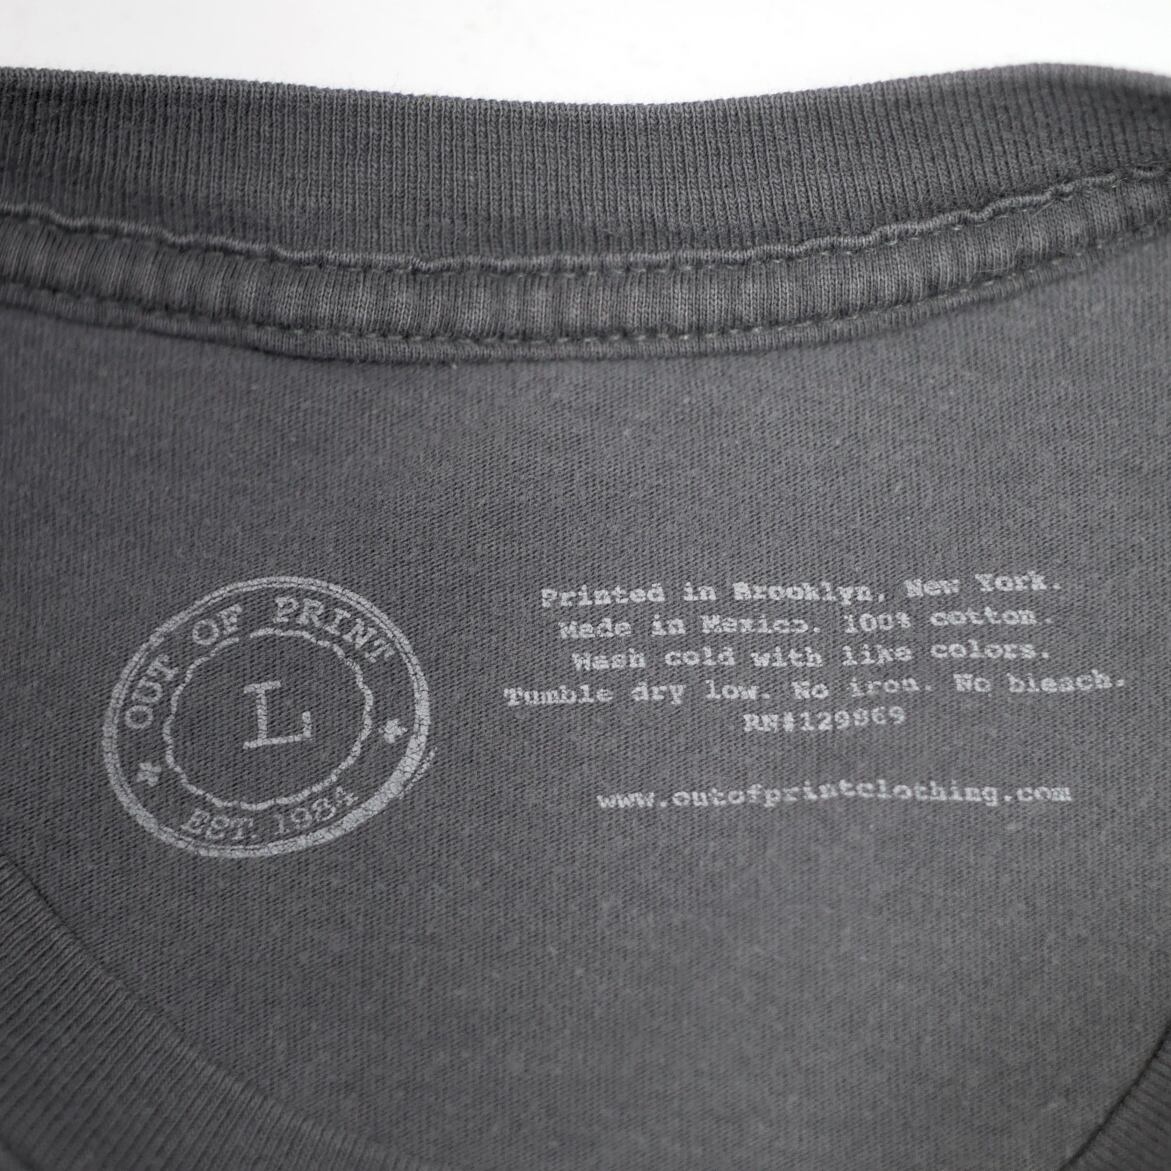 OUT OF PRINT
L
EST. 1984
Printed in Brooklyn, New York.
Made in Mexico. 100% cotton.
Wash cold with like colors.
Tumble dry low. No iron. No bleach.
RN#129869
www.outofprintclothing.com